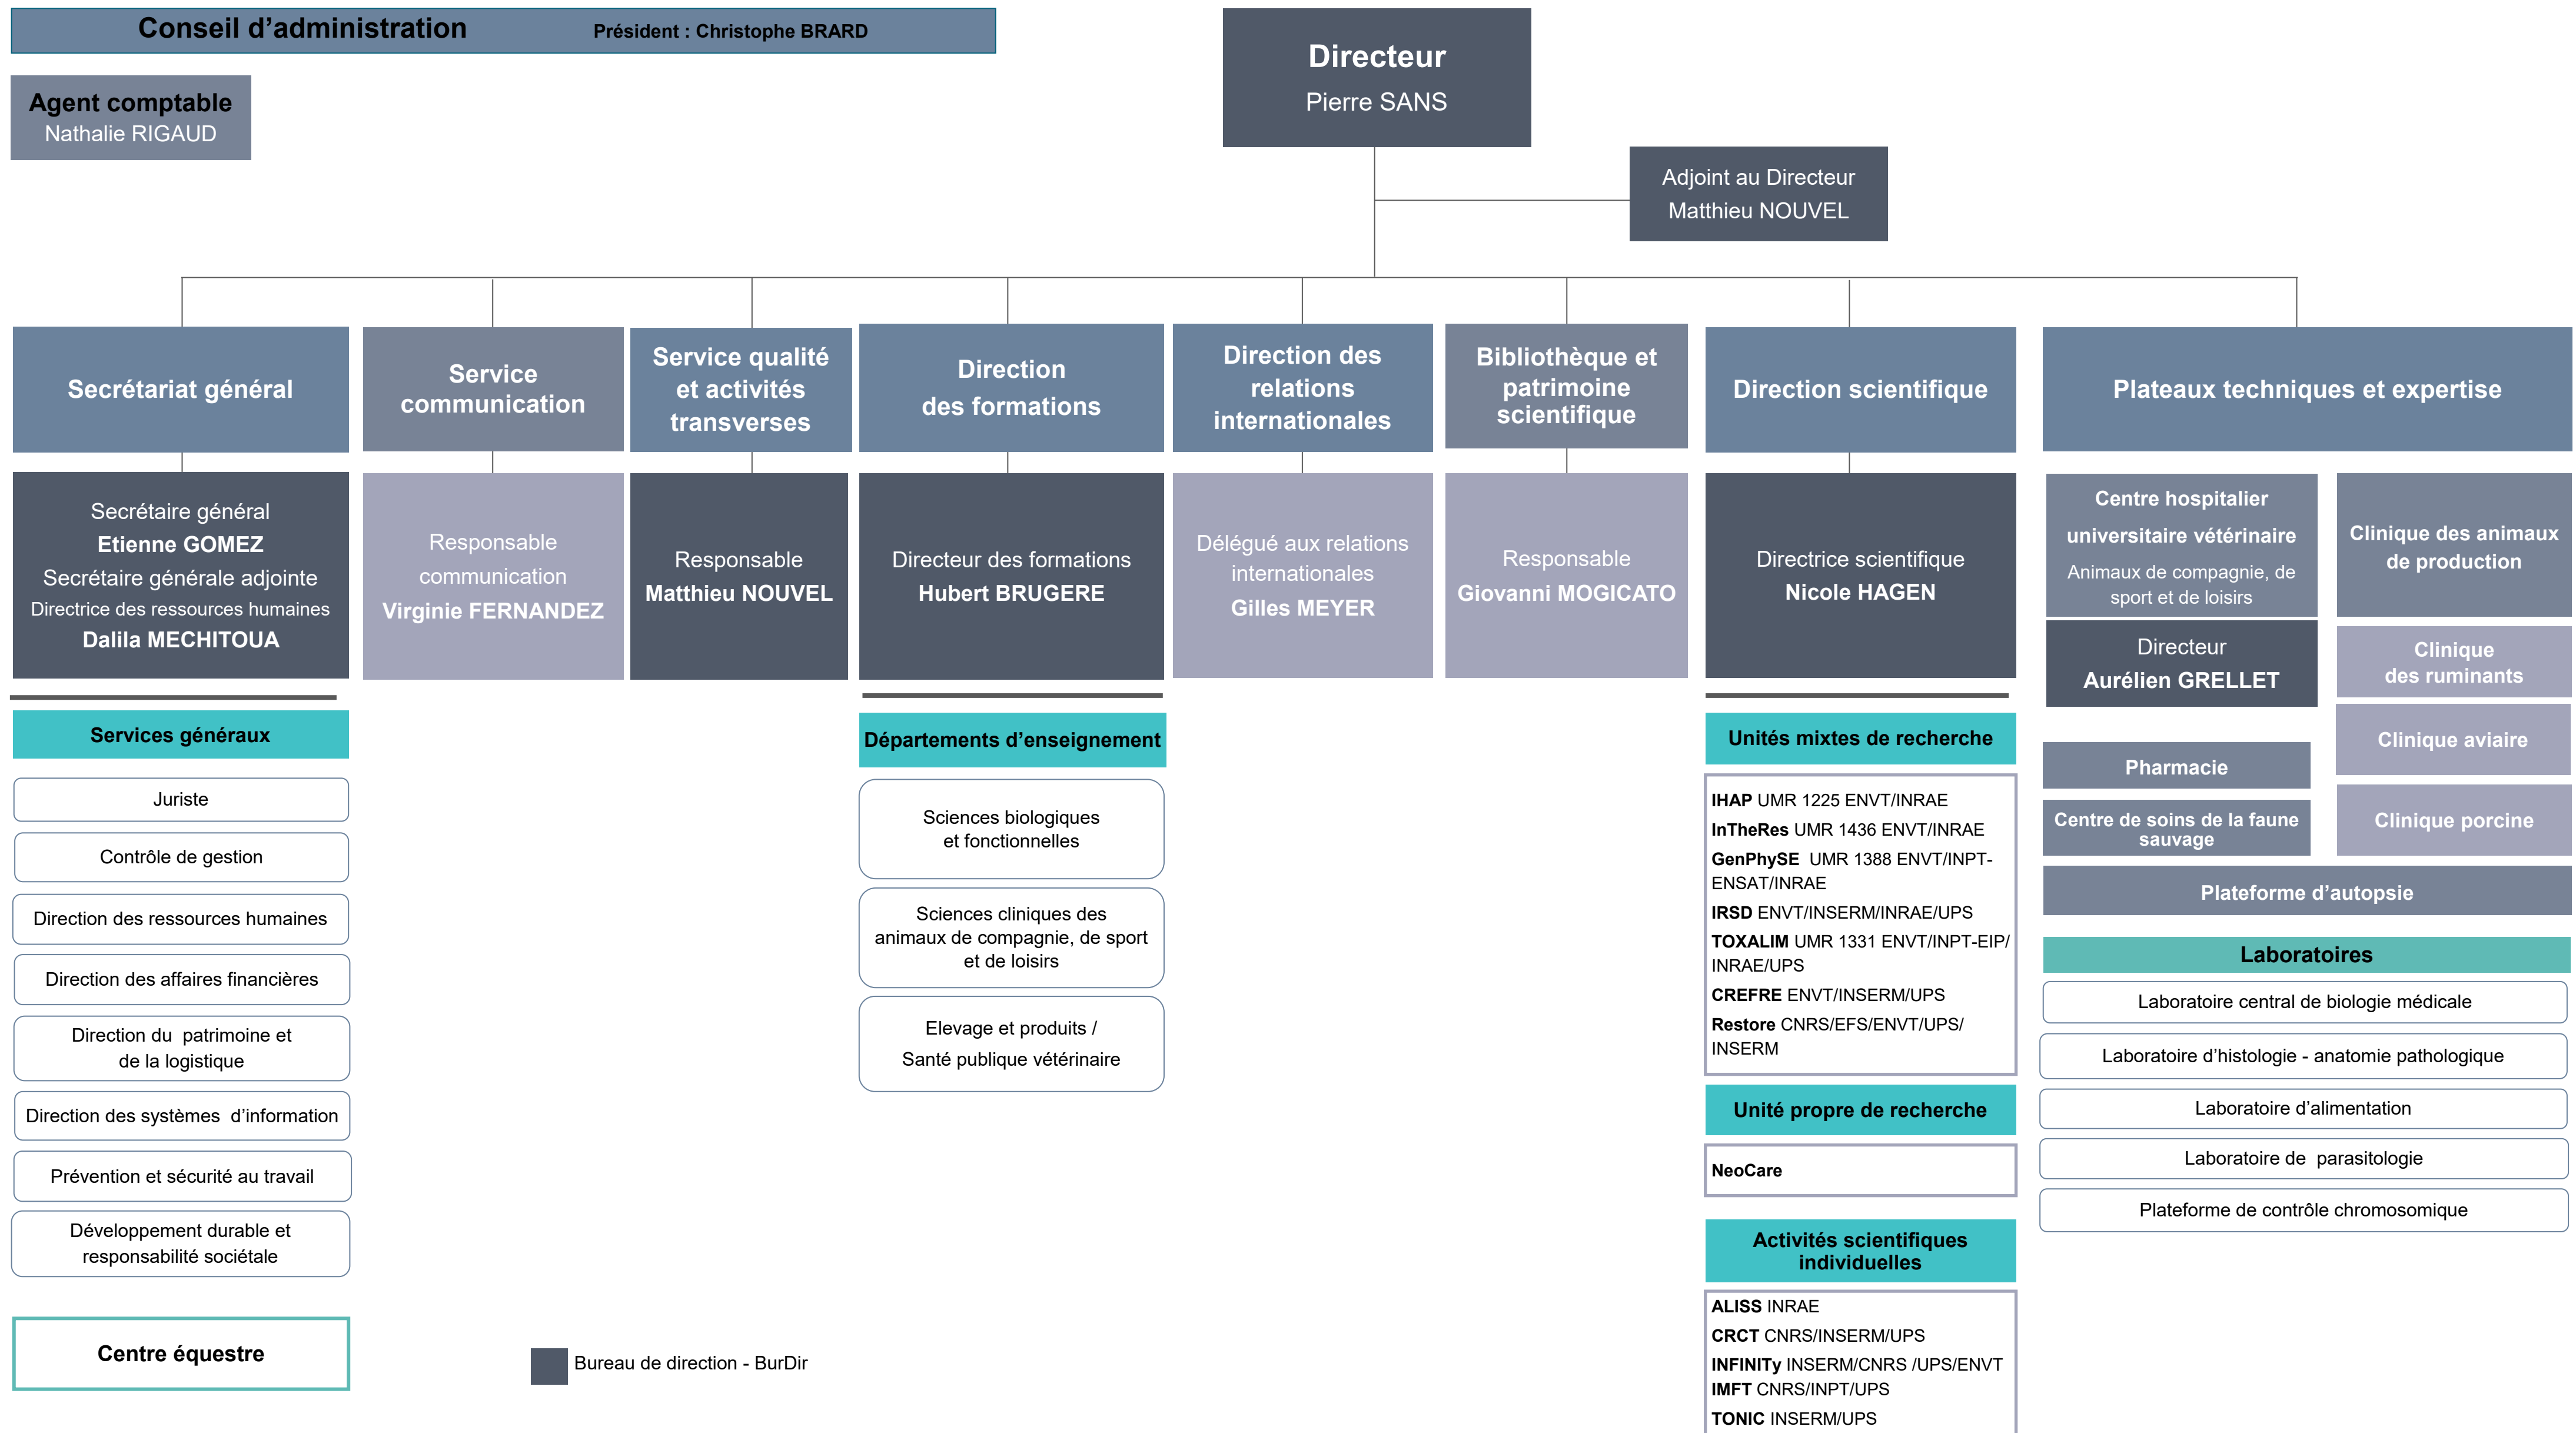 Conseil d’administration Président : Christophe BRARD
Agent comptable
Nathalie RIGAUD
Directeur
Pierre SANS
Adjoint au Directeur
Matthieu NOUVEL
Secrétariat général
Secrétaire général
Etienne GOMEZ
Secrétaire générale adjointe
Directrice des ressources humaines
Dalila MECHITOUA
Services généraux
Juriste
Contrôle de gestion
Direction des ressources humaines
Direction des affaires financières
Direction du patrimoine et
de la logistique
Direction des systèmes d’information
Prévention et sécurité au travail
Développement durable et
responsabilité sociétale
Centre équestre
Service
communication
Responsable
communication
Virginie FERNANDEZ
Service qualité
et activités
transverses
Responsable
Matthieu NOUVEL
Direction
des formations
Directeur des formations
Hubert BRUGERE
Départements d’enseignement
Sciences biologiques
et fonctionnelles
Sciences cliniques des
animaux de compagnie, de sport
et de loisirs
Elevage et produits /
Santé publique vétérinaire
Direction des
relations
internationales
Délégué aux relations
internationales
Gilles MEYER
Bibliothèque et
patrimoine
scientifique
Responsable
Giovanni MOGICATO
Direction scientifique
Directrice scientifique
Nicole HAGEN
Unités mixtes de recherche
IHAP UMR 1225 ENVT/INRAE
InTheRes UMR 1436 ENVT/INRAE
GenPhySE UMR 1388 ENVT/INPT-
ENSAT/INRAE
IRSD ENVT/INSERM/INRAE/UPS
TOXALIM UMR 1331 ENVT/INPT-EIP/
INRAE/UPS
CREFRE ENVT/INSERM/UPS
Restore CNRS/EFS/ENVT/UPS/
INSERM
Unité propre de recherche
NeoCare
Activités scientifiques
individuelles
ALISS INRAE
CRCT CNRS/INSERM/UPS
INFINITy INSERM/CNRS /UPS/ENVT
IMFT CNRS/INPT/UPS
TONIC INSERM/UPS
Plateaux techniques et expertise
Centre hospitalier
universitaire vétérinaire
Animaux de compagnie, de
sport et de loisirs
Directeur
Aurélien GRELLET
Pharmacie
Centre de soins de la faune
sauvage
Clinique des animaux
de production
Clinique
des ruminants
Clinique aviaire
Clinique porcine
Plateforme d’autopsie
Laboratoires
Laboratoire central de biologie médicale
Laboratoire d’histologie - anatomie pathologique
Laboratoire d’alimentation
Laboratoire de parasitologie
Plateforme de contrôle chromosomique
Bureau de direction - BurDir